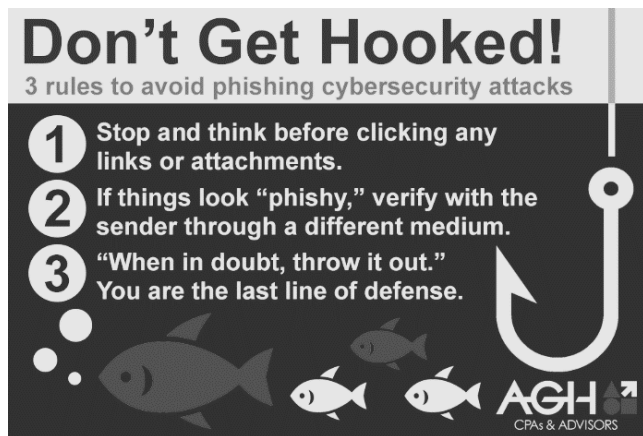 Don’t Get Hooked!
3 rules to avoid phishing cybersecurity attacks
1 Stop and think before clicking any
links or attachments.
2 If things look “phishy,” verify with the
sender through a different medium.
3 “When in doubt, throw it out.”
You are the last line of defense.
AGH
CPAs & ADVISORS